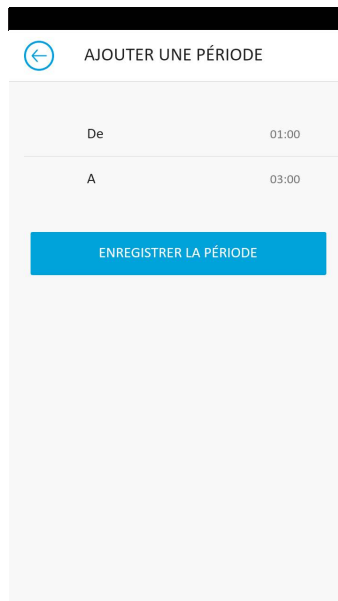 AJOUTER UNE PÉRIODE
De 01:00
A 03:00
ENREGISTRER LA PÉRIODE